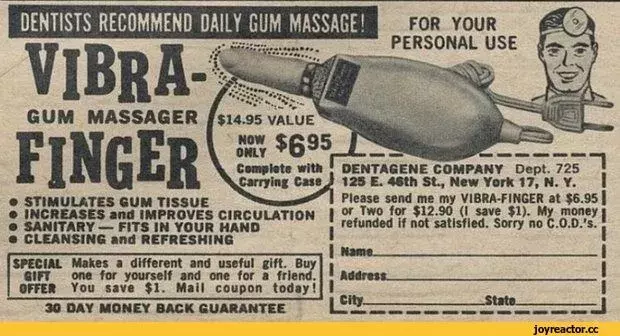 DENTISTS RECOMMEND DAILY GUM MASSAGE!
FOR YOUR
PERSONAL USE
VIBRA-
GUM MASSAGER
FINGER
$14.95 VALUE
NOW
ONLY $6.95
Complete with
Carrying Case
● STIMULATES GUM TISSUE
● INCREASES and IMPROVES CIRCULATION
● SANITARY — FITS IN YOUR HAND
● CLEANSING and REFRESHING
SPECIAL
GIFT
OFFER
Makes a different and useful gift. Buy
one for yourself and one for a friend.
You save $1. Mail coupon today!
30 DAY MONEY BACK GUARANTEE
DENTAGENE COMPANY Dept. 725
125 E. 46th St., New York 17, N. Y.
Please send me my VIBRA-FINGER at $6.95
or Two for $12.90 (I save $1). My money
refunded if not satisfied. Sorry no C.O.D.'s.
Name
Address
City State
joyreactor.cc